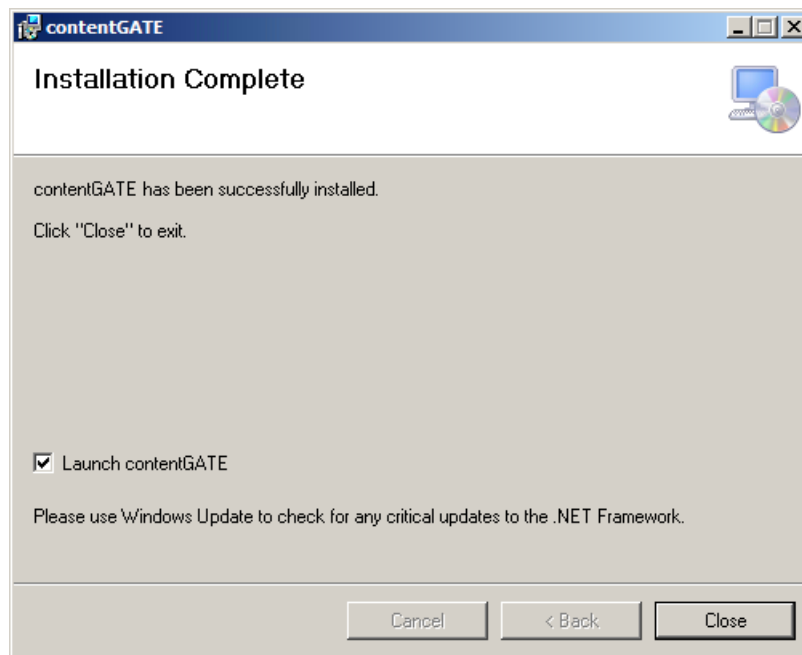 contentGATE
Installation Complete
contentGATE has been successfully installed.
Click "Close" to exit.
Launch contentGATE
Please use Windows Update to check for any critical updates to the .NET Framework.
Cancel
< Back
Close